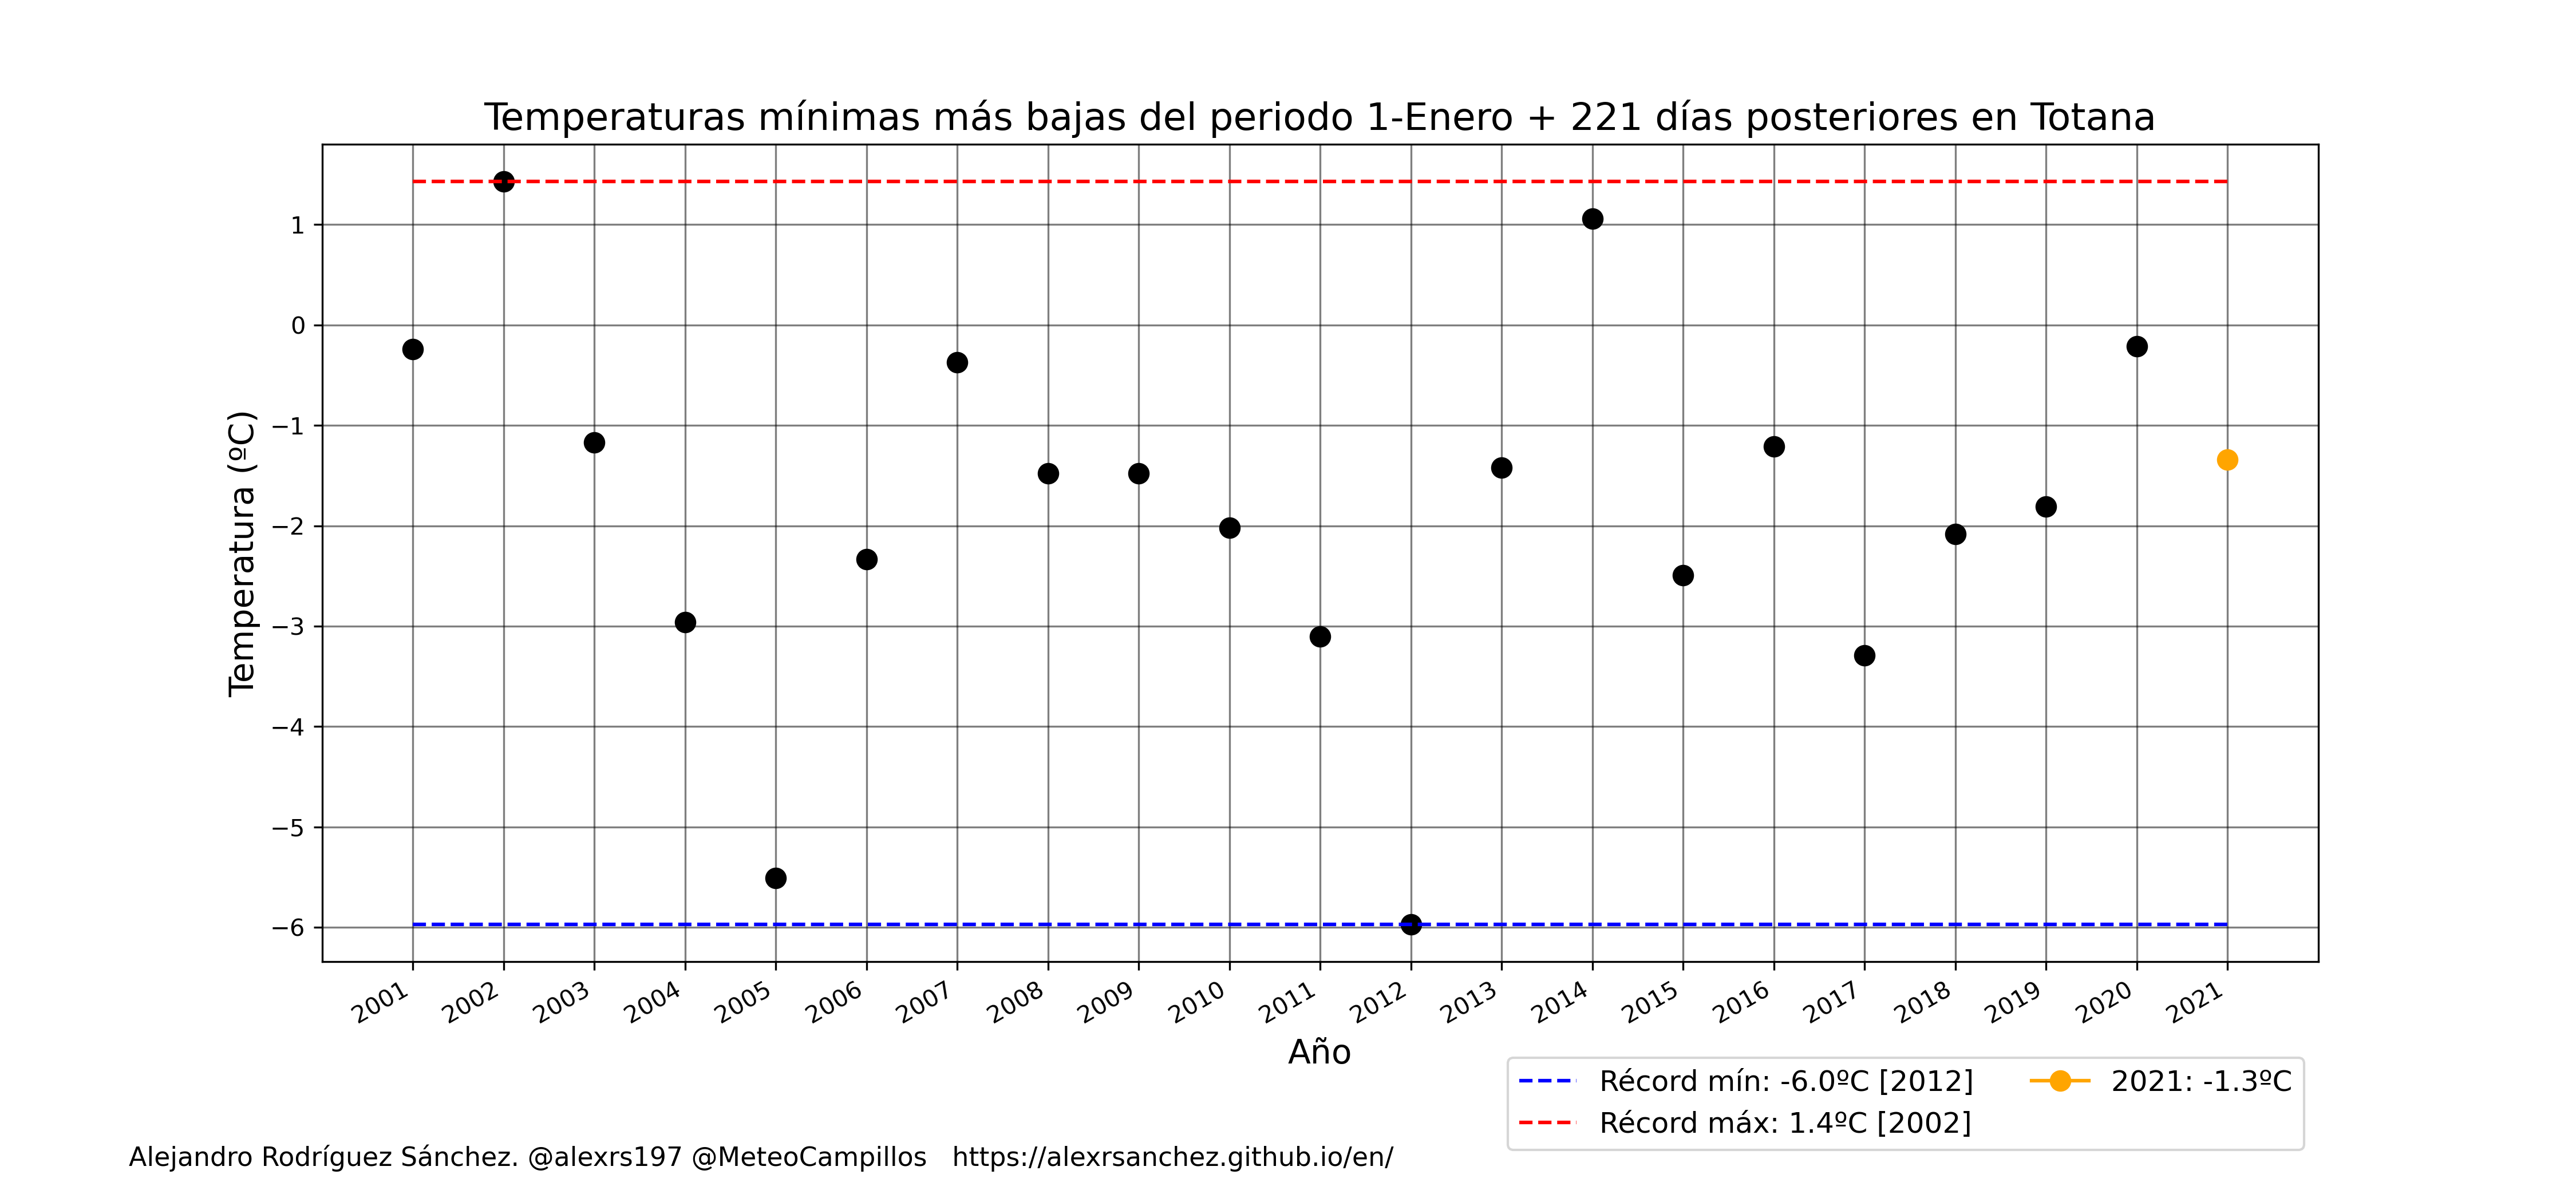 Temperaturas mínimas más bajas del periodo 1-Enero + 221 días posteriores en Totana
Temperatura (ºC)
1
0
−1
−2
−3
−4
−5
−6
2001 2002 2003 2004 2005 2006 2007 2008 2009 2010 2011 2012 2013 2014 2015 2016 2017 2018 2019 2020 2021
Año
Récord mín: -6.0ºC [2012]
Récord máx: 1.4ºC [2002]
2021: -1.3ºC
Alejandro Rodríguez Sánchez. @alexrs197 @MeteoCampillos https://alexrsanchez.github.io/en/